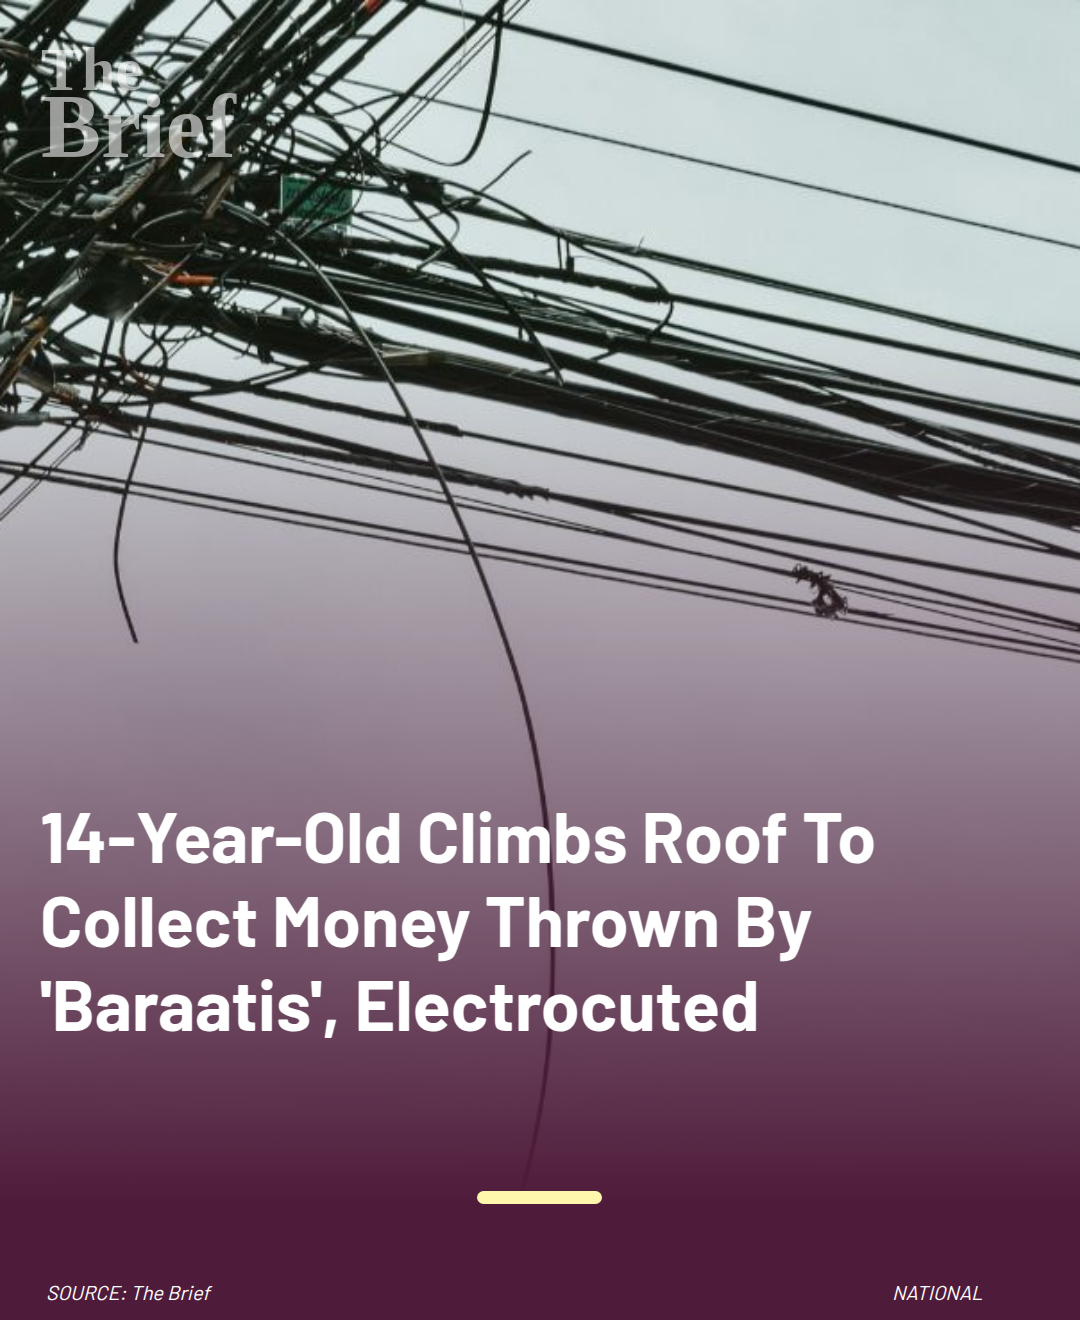 The
Brief
14-Year-Old Climbs Roof To
Collect Money Thrown By
'Baraatis', Electrocuted
SOURCE: The Brief
NATIONAL